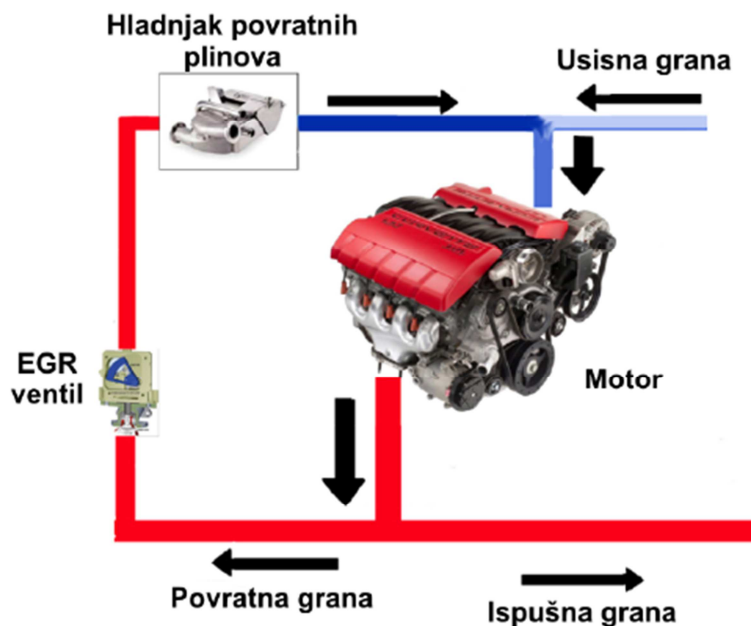 Hladnjak povratnih
plinova
Usisna grana
EGR
ventil
Motor
Povratna grana
Ispušna grana